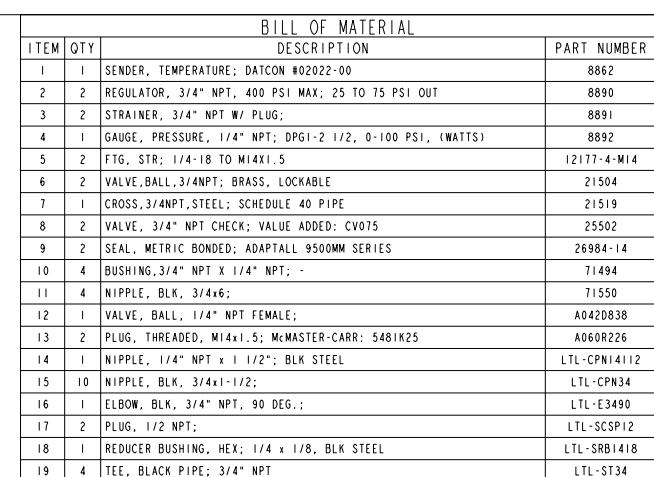 BILL OF MATERIAL
ITEM QTY DESCRIPTION PART NUMBER
1 1 SENDER, TEMPERATURE; DATCON #02022-00 8862
2 2 REGULATOR, 3/4" NPT, 400 PSI MAX; 25 TO 75 PSI OUT 8890
3 2 STRAINER, 3/4" NPT W/ PLUG; 8891
4 1 GAUGE, PRESSURE, 1/4" NPT; DPG1-2 1/2, 0-100 PSI, (WATTS) 8892
5 2 FTG, STR; 1/4-18 TO M14X1.5 12177-4-M14
6 2 VALVE,BALL,3/4NPT; BRASS, LOCKABLE 21504
7 1 CROSS,3/4NPT,STEEL; SCHEDULE 40 PIPE 21519
8 2 VALVE, 3/4" NPT CHECK; VALUE ADDED: CV075 25502
9 2 SEAL, METRIC BONDED; ADAPTALL 9500MM SERIES 26984-14
10 4 BUSHING,3/4" NPT X 1/4" NPT; - 71494
11 4 NIPPLE, BLK, 3/4x6; 71550
12 1 VALVE, BALL, 1/4" NPT FEMALE; A042D838
13 2 PLUG, THREADED, M14x1.5; McMASTER-CARR: 5481K25 A060R226
14 1 NIPPLE, 1/4" NPT x 1 1/2"; BLK STEEL LTL-CPN14112
15 10 NIPPLE, BLK, 3/4x1-1/2; LTL-CPN34
16 1 ELBOW, BLK, 3/4" NPT, 90 DEG.; LTL-E3490
17 2 PLUG, 1/2 NPT; LTL-SCSP12
18 1 REDUCER BUSHING, HEX; 1/4 x 1/8, BLK STEEL LTL-SRB1418
19 4 TEE, BLACK PIPE; 3/4" NPT LTL-ST34